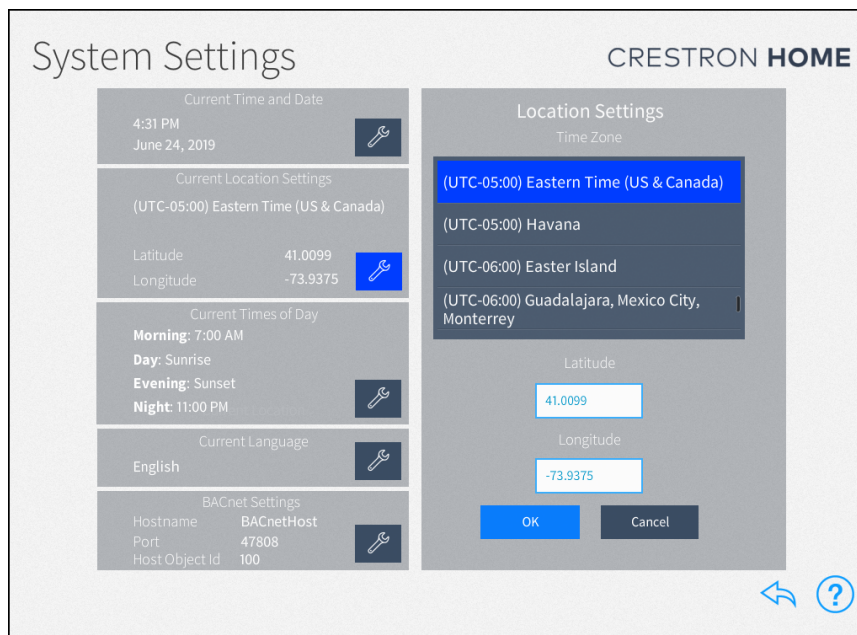 System Settings
CRESTRON HOME
Current Time and Date
4:31 PM
June 24, 2019
Current Location Settings
(UTC-05:00) Eastern Time (US & Canada)
Latitude 41.0099
Longitude -73.9375
Current Times of Day
Morning: 7:00 AM
Day: Sunrise
Evening: Sunset
Night: 11:00 PM
Current Language
English
BACnet Settings
Hostname BACnetHost
Port 47808
Host Object Id 100
Location Settings
Time Zone
(UTC-05:00) Eastern Time (US & Canada)
(UTC-05:00) Havana
(UTC-06:00) Easter Island
(UTC-06:00) Guadalajara, Mexico City,
Monterrey
Latitude
41.0099
Longitude
-73.9375
OK Cancel
?